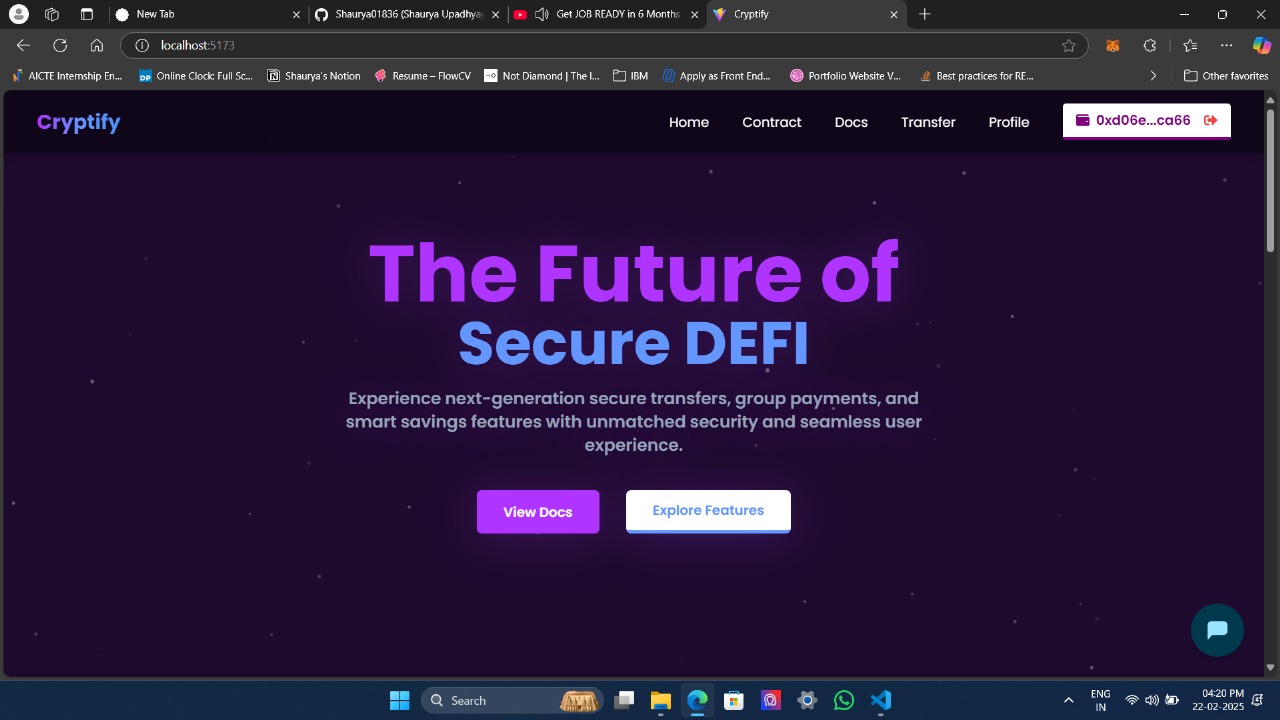 New Tab
Shaurya01836 (Shaurya Upadhyay
Get JOB READY in 6 Months
Cryptify
localhost:5173
AICTE Internship En...
Online Clock: Full Sc...
Shaurya's Notion
Resume – FlowCV
Not Diamond | The I...
IBM
Apply as Front End...
Portfolio Website V...
Best practices for RE...
Other favorites
Cryptify
Home
Contract
Docs
Transfer
Profile
0xd06e...ca66
The Future of
Secure DEFI
Experience next-generation secure transfers, group payments, and
smart savings features with unmatched security and seamless user
experience.
View Docs
Explore Features
Search
ENG
IN
04:20 PM
22-02-2025